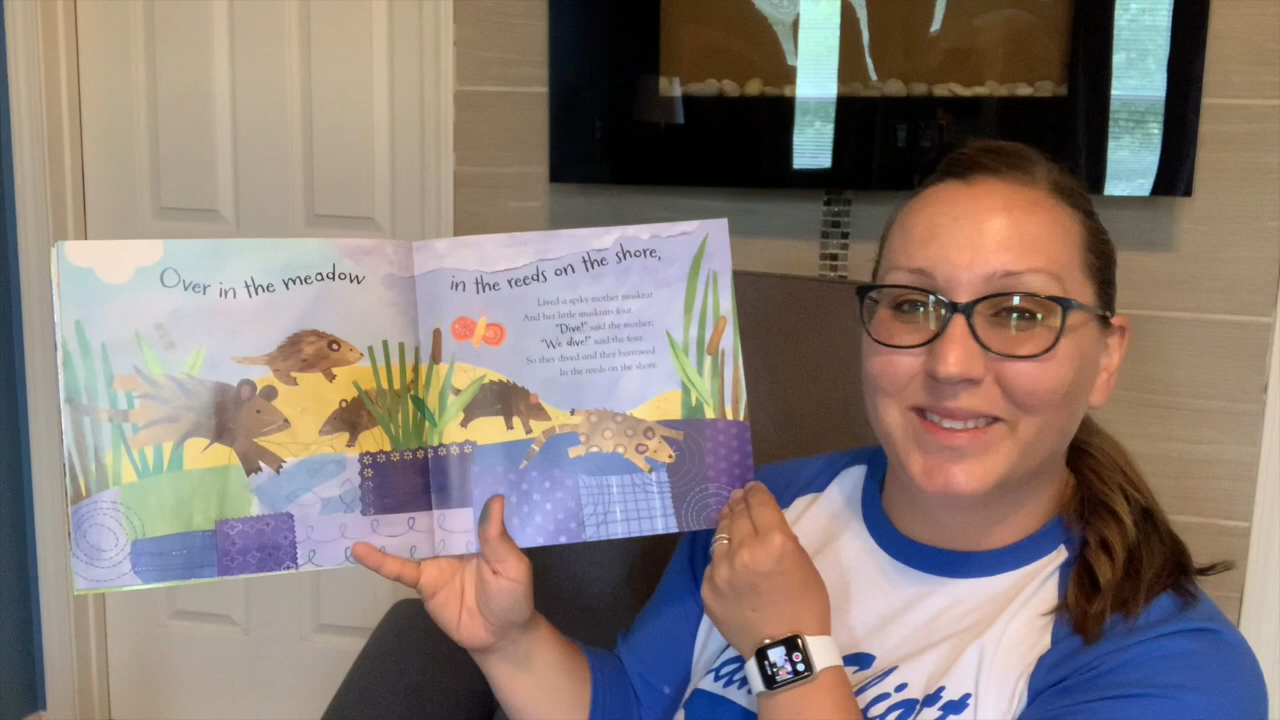 Over in the meadow
in the reeds on the shore,
Lived a spiky mother muskrat
And her little muskrats four.
"Dive!" said the mother;
"We dive!" said the four.
So they dived and they burrowed
In the reeds on the shore.